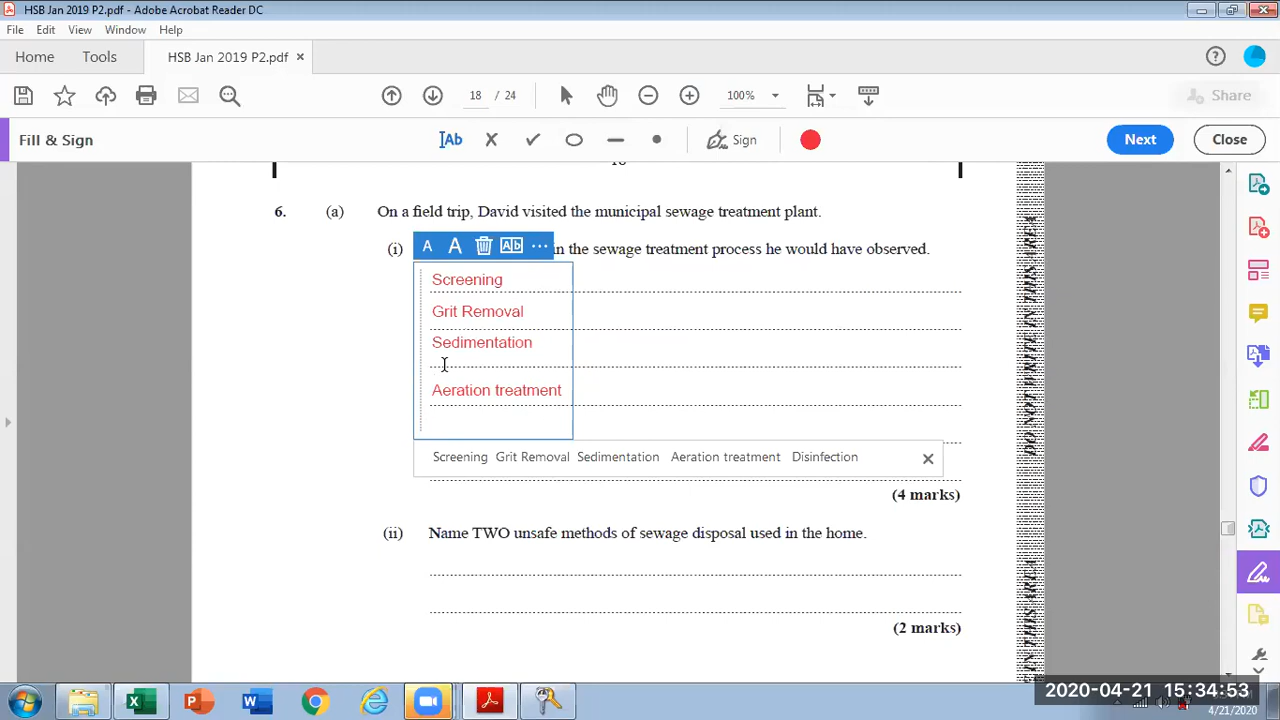 HSB Jan 2019 P2.pdf - Adobe Acrobat Reader DC
File Edit View Window Help
Home Tools HSB Jan 2019 P2.pdf ×
18 / 24 100% Share
Fill & Sign Ab Sign Next Close
6. (a) On a field trip, David visited the municipal sewage treatment plant.
(i) A A Ab ... in the sewage treatment process he would have observed.
Screening
Grit Removal
Sedimentation
Aeration treatment
Screening Grit Removal Sedimentation Aeration treatment Disinfection
(4 marks)
(ii) Name TWO unsafe methods of sewage disposal used in the home.
(2 marks)
2020-04-21 15:34:53
4/21/2020